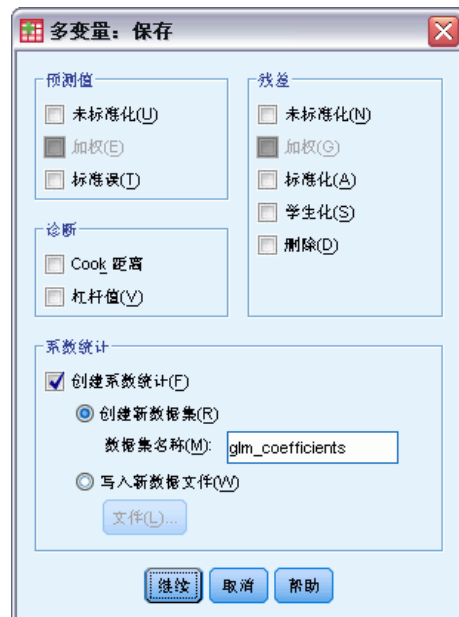 多变量：保存
预测值
未标准化(U)
加权(E)
标准误(T)
残差
未标准化(N)
加权(G)
标准化(A)
学生化(S)
删除(D)
诊断
Cook 距离
杠杆值(V)
系数统计
创建系数统计(F)
创建新数据集(R)
数据集名称(M): glm_coefficients
写入新数据文件(W)
文件(L)...
继续 取消 帮助